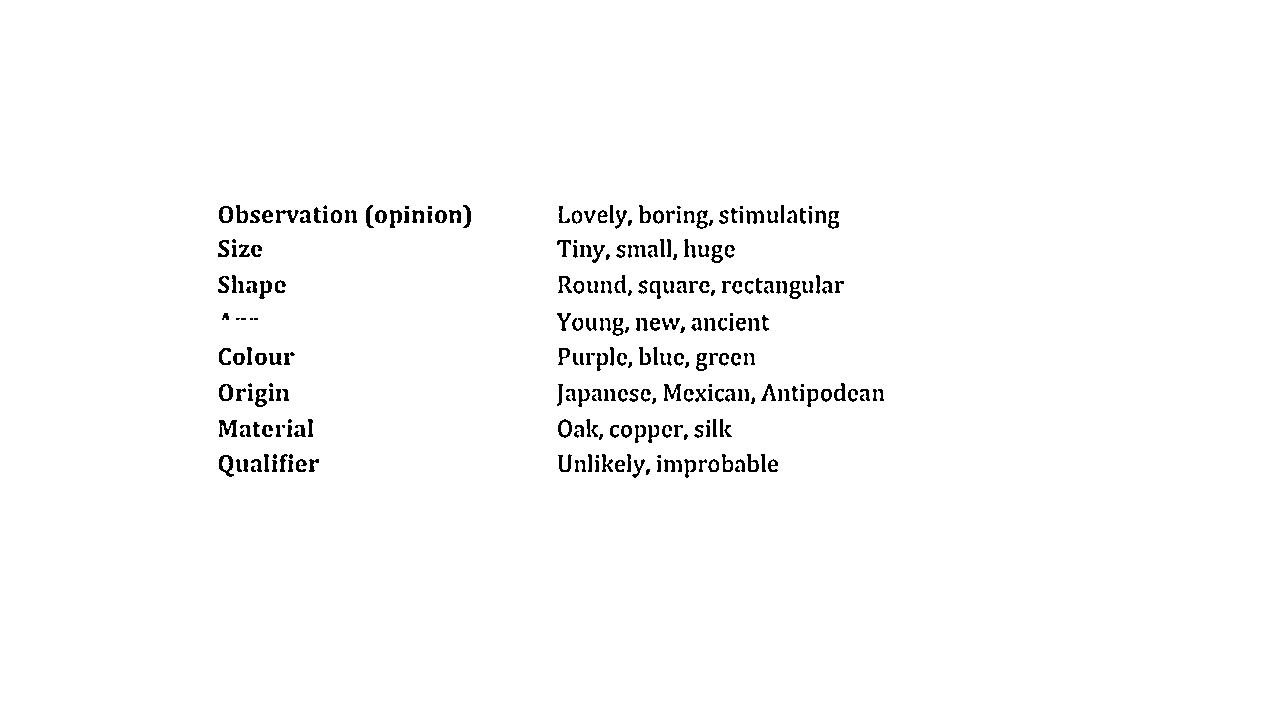 Observation (opinion) Lovely, boring, stimulating
Size Tiny, small, huge
Shape Round, square, rectangular
Young, new, ancient
Colour Purple, blue, green
Origin Japanese, Mexican, Antipodean
Material Oak, copper, silk
Qualifier Unlikely, improbable